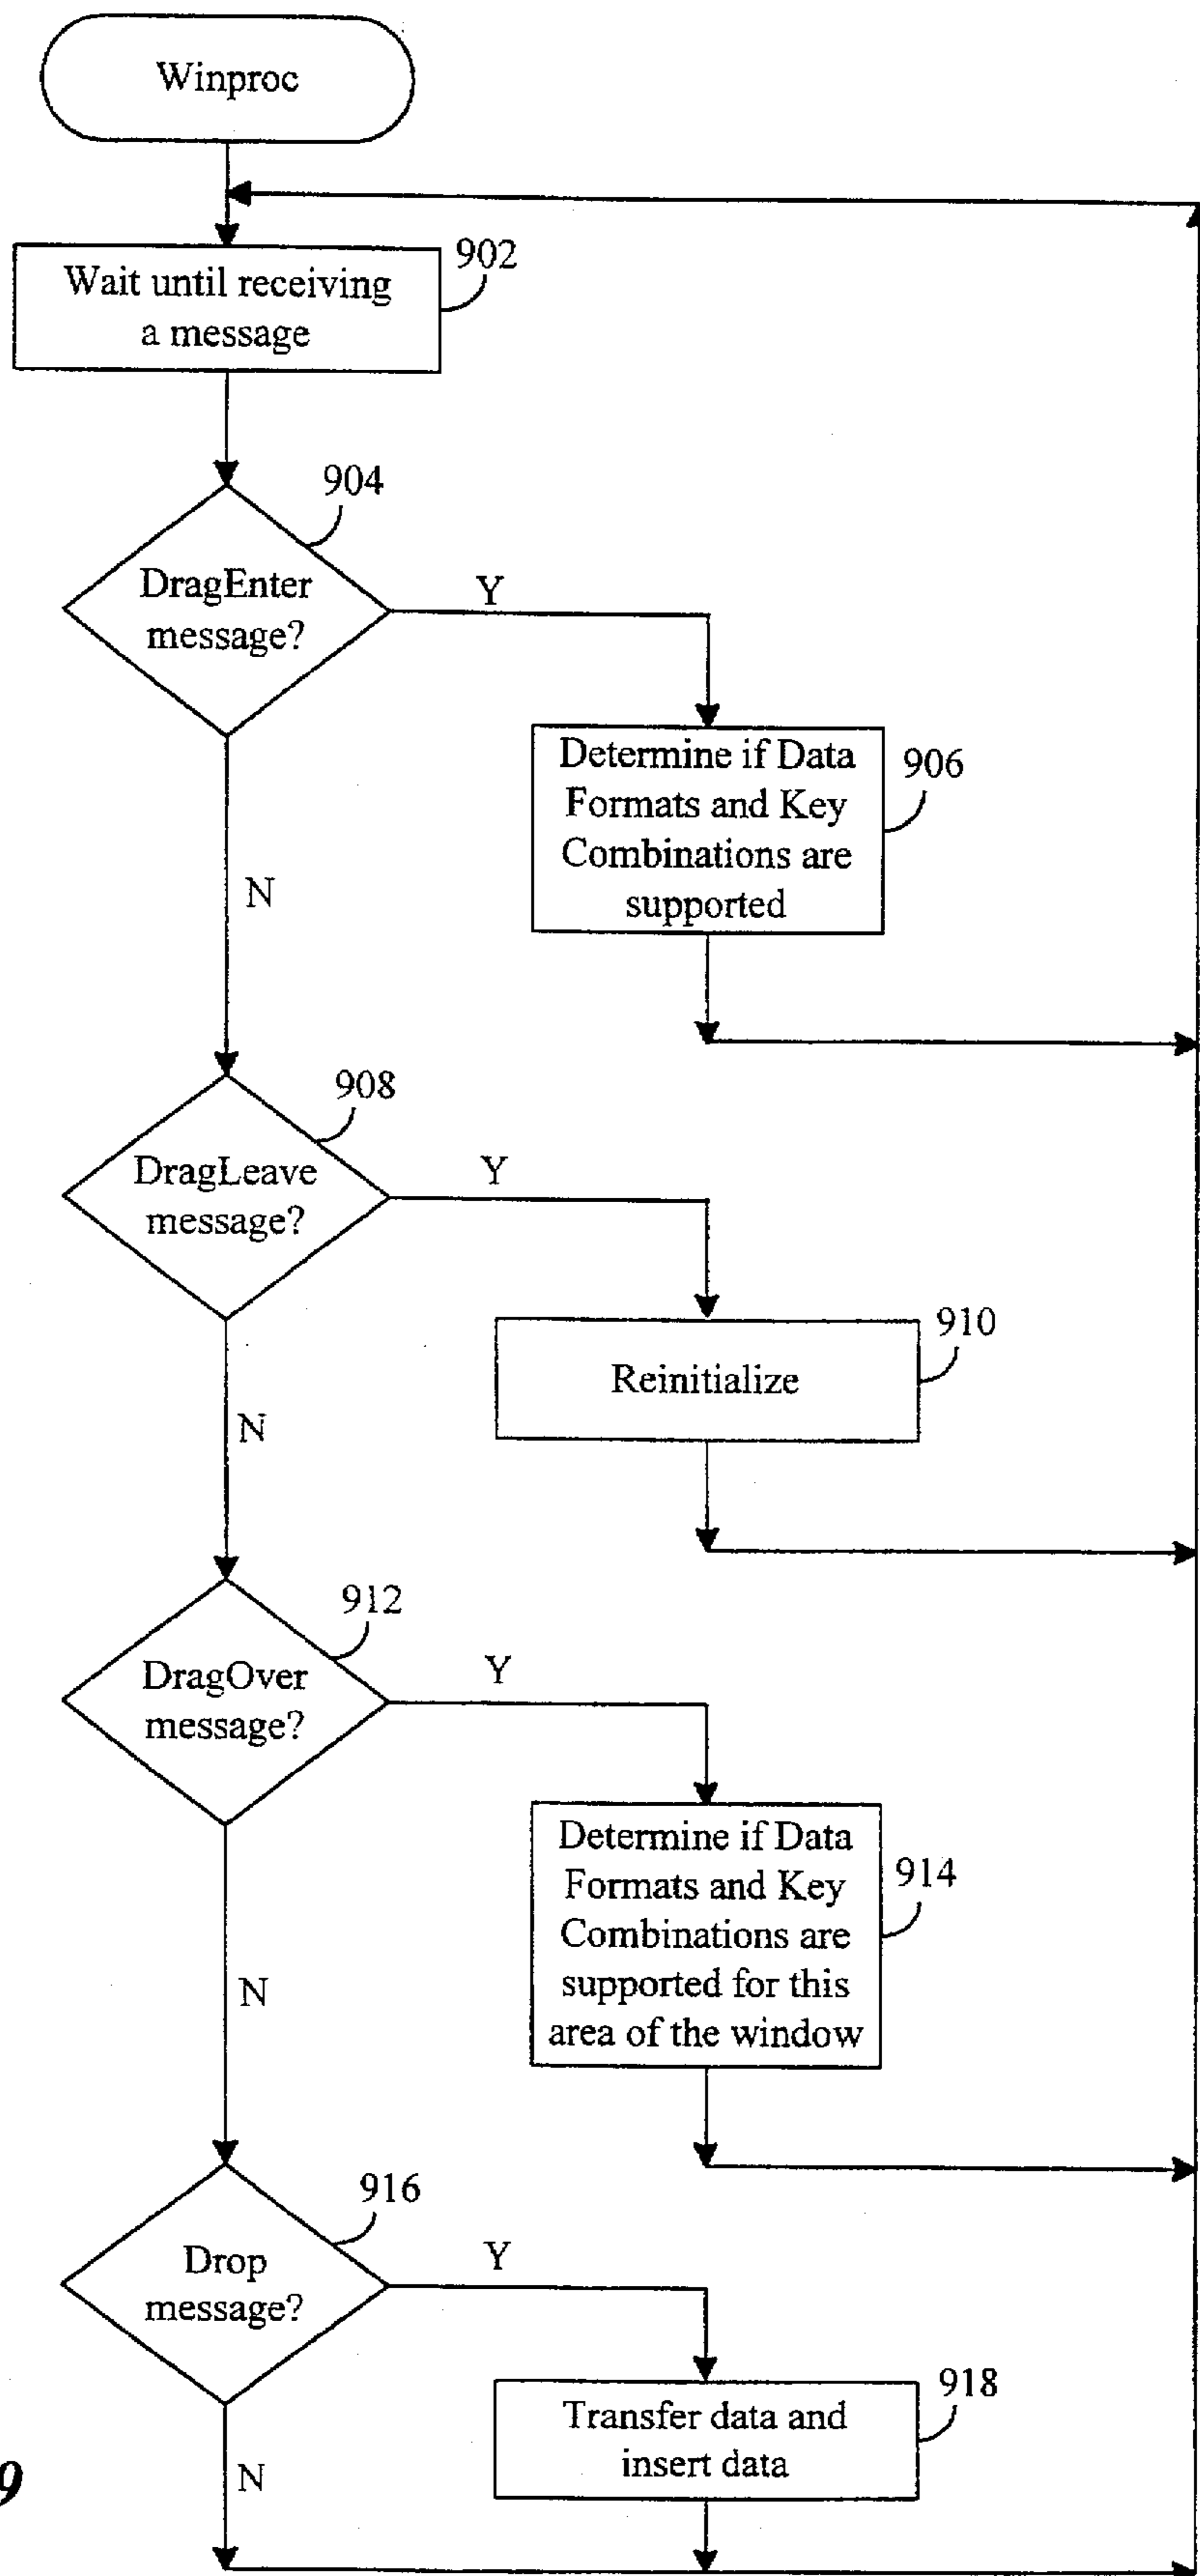 Winproc
902
Wait until receiving
a message
904
DragEnter
message?
Y
906
Determine if Data
Formats and Key
Combinations are
supported
N
908
DragLeave
message?
Y
910
Reinitialize
N
912
DragOver
message?
Y
914
Determine if Data
Formats and Key
Combinations are
supported for this
area of the window
N
916
Drop
message?
Y
918
Transfer data and
insert data
N
9